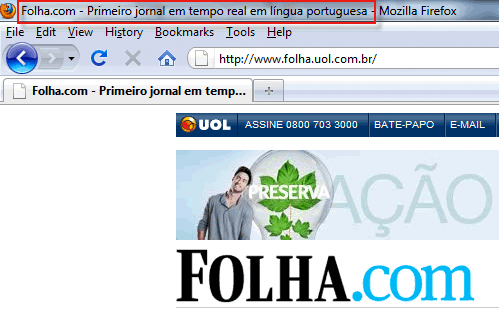 Folha.com - Primeiro jornal em tempo real em língua portuguesa - Mozilla Firefox
File Edit View History Bookmarks Tools Help
http://www.folha.uol.com.br/
Folha.com - Primeiro jornal em temp...
UOL ASSINE 0800 703 3000 BATE-PAPO E-MAIL
PRESERVAÇÃO
FOLHA.com